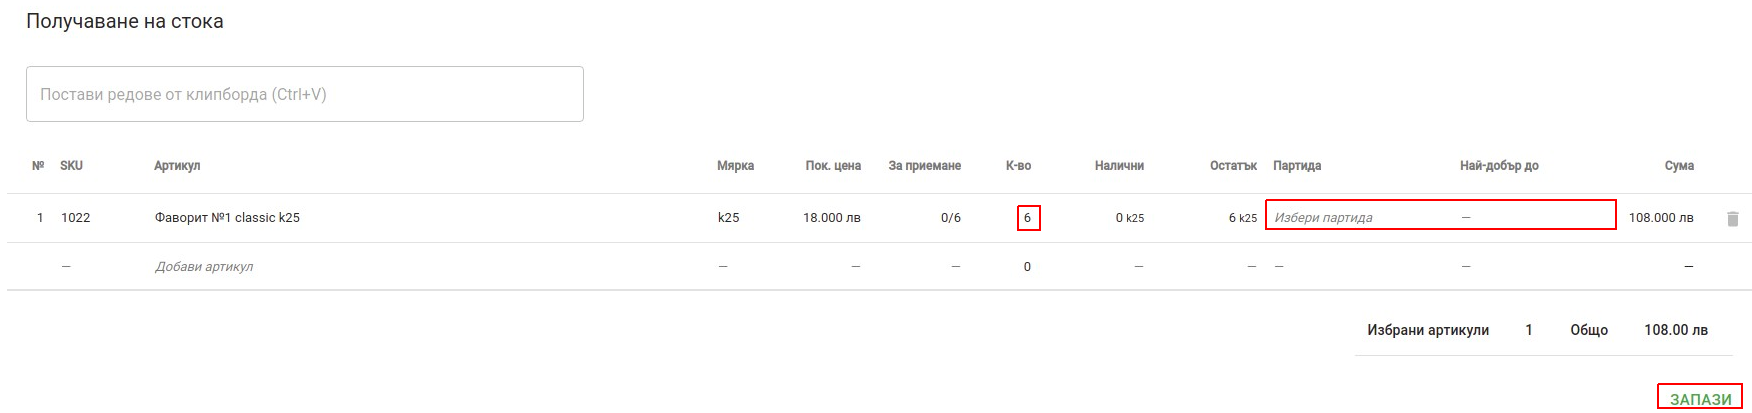 Получаване на стока
Постави редове от клипборда (Ctrl+V)
№ SKU Артикул Мярка Пок. цена За приемане К-во Налични Остатък Партида Най-добър до Сума
1 1022 Фаворит №1 classic k25 k25 18.000 лв 0/6 6 0 k25 6 k25 Избери партида — 108.000 лв
— Добави артикул — — — 0 — — — — —
Избрани артикули 1 Общо 108.00 лв
ЗАПАЗИ